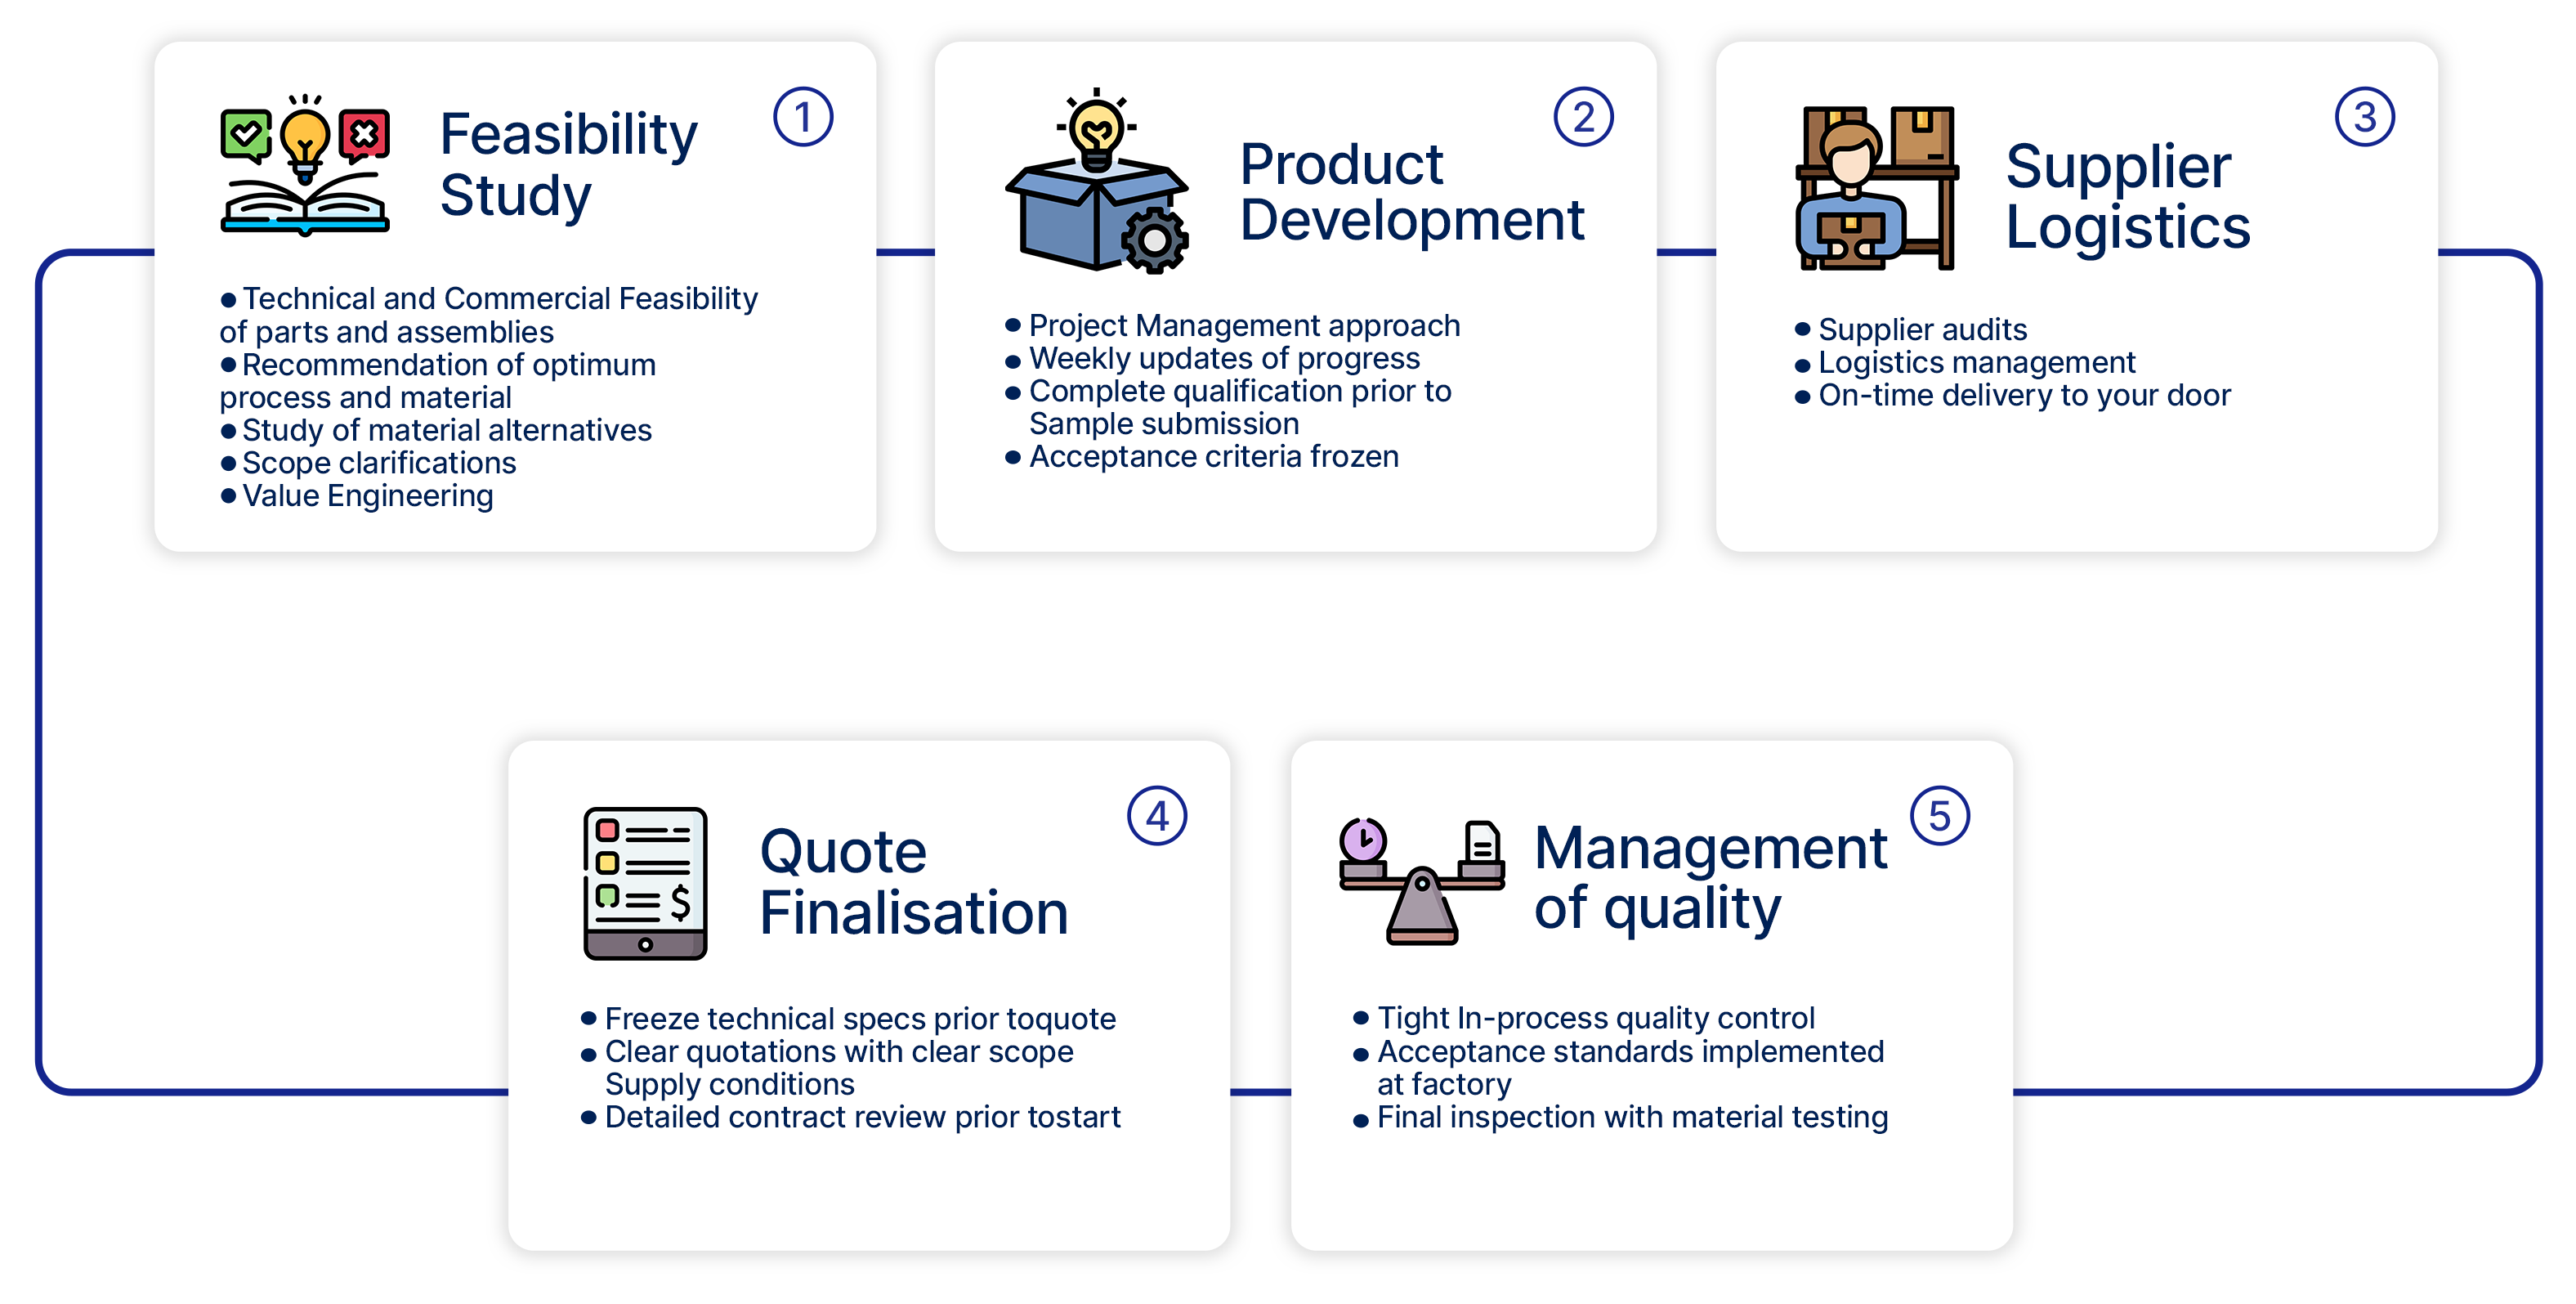 1
Feasibility
Study
● Technical and Commercial Feasibility
of parts and assemblies
● Recommendation of optimum
process and material
● Study of material alternatives
● Scope clarifications
● Value Engineering
2
Product
Development
● Project Management approach
● Weekly updates of progress
● Complete qualification prior to
Sample submission
● Acceptance criteria frozen
3
Supplier
Logistics
● Supplier audits
● Logistics management
● On-time delivery to your door
4
Quote
Finalisation
$
● Freeze technical specs prior toquote
● Clear quotations with clear scope
Supply conditions
● Detailed contract review prior tostart
5
Management
of quality
● Tight In-process quality control
● Acceptance standards implemented
at factory
● Final inspection with material testing